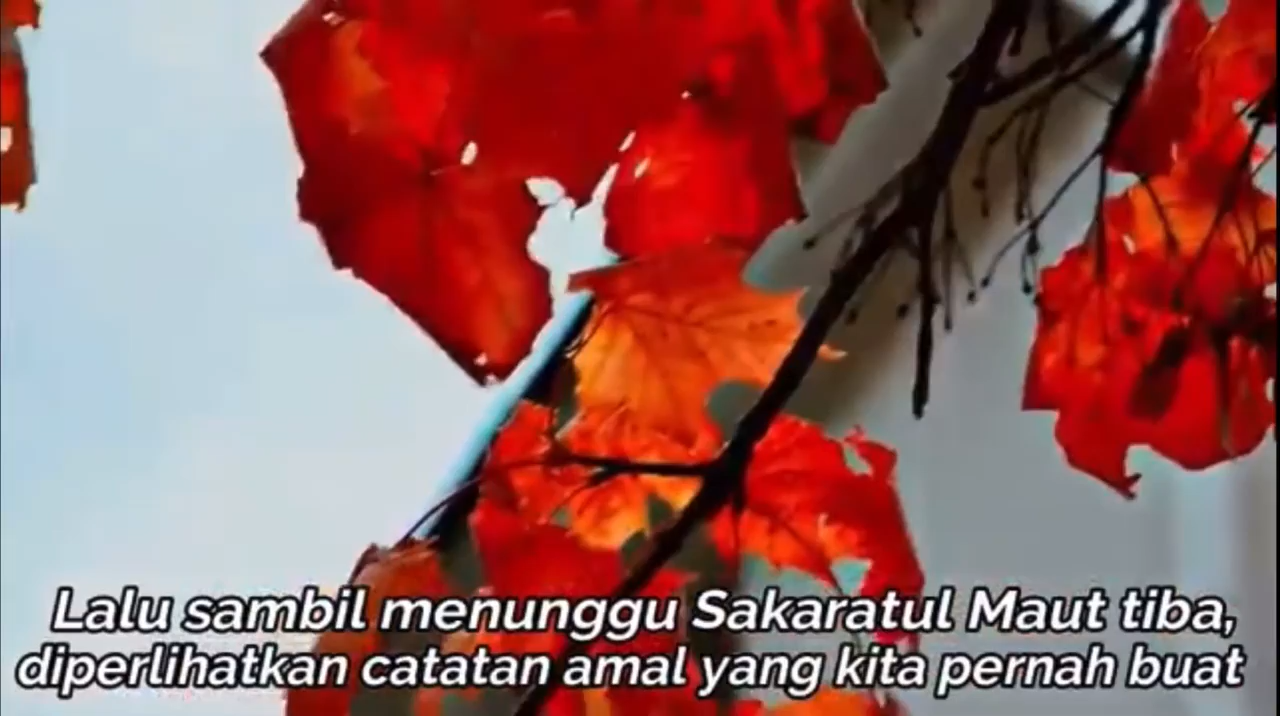 Lalu sambil menunggu Sakaratul Maut tiba,
diperlihatkan catatan amal yang kita pernah buat